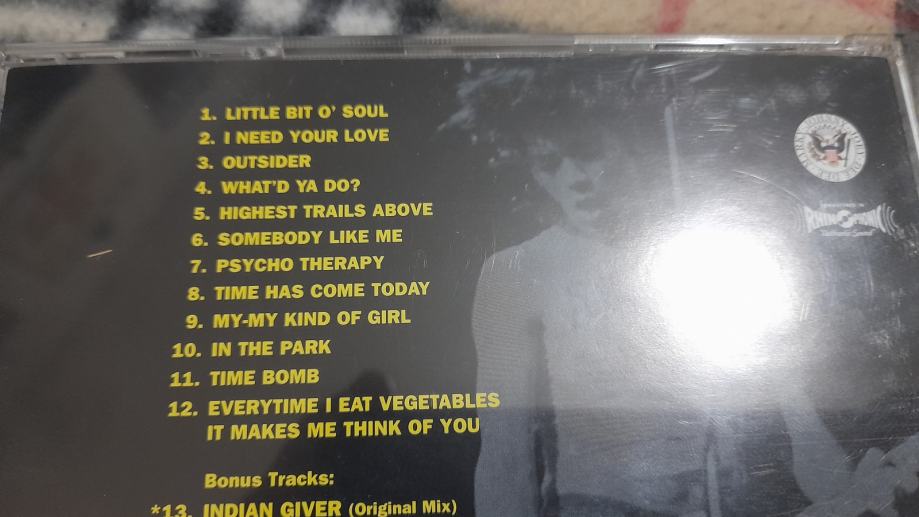 1. LITTLE BIT O' SOUL
2. I NEED YOUR LOVE
3. OUTSIDER
4. WHAT'D YA DO?
5. HIGHEST TRAILS ABOVE
6. SOMEBODY LIKE ME
7. PSYCHO THERAPY
8. TIME HAS COME TODAY
9. MY-MY KIND OF GIRL
10. IN THE PARK
11. TIME BOMB
12. EVERYTIME I EAT VEGETABLES
IT MAKES ME THINK OF YOU
Bonus Tracks:
*13. INDIAN GIVER (Original Mix)